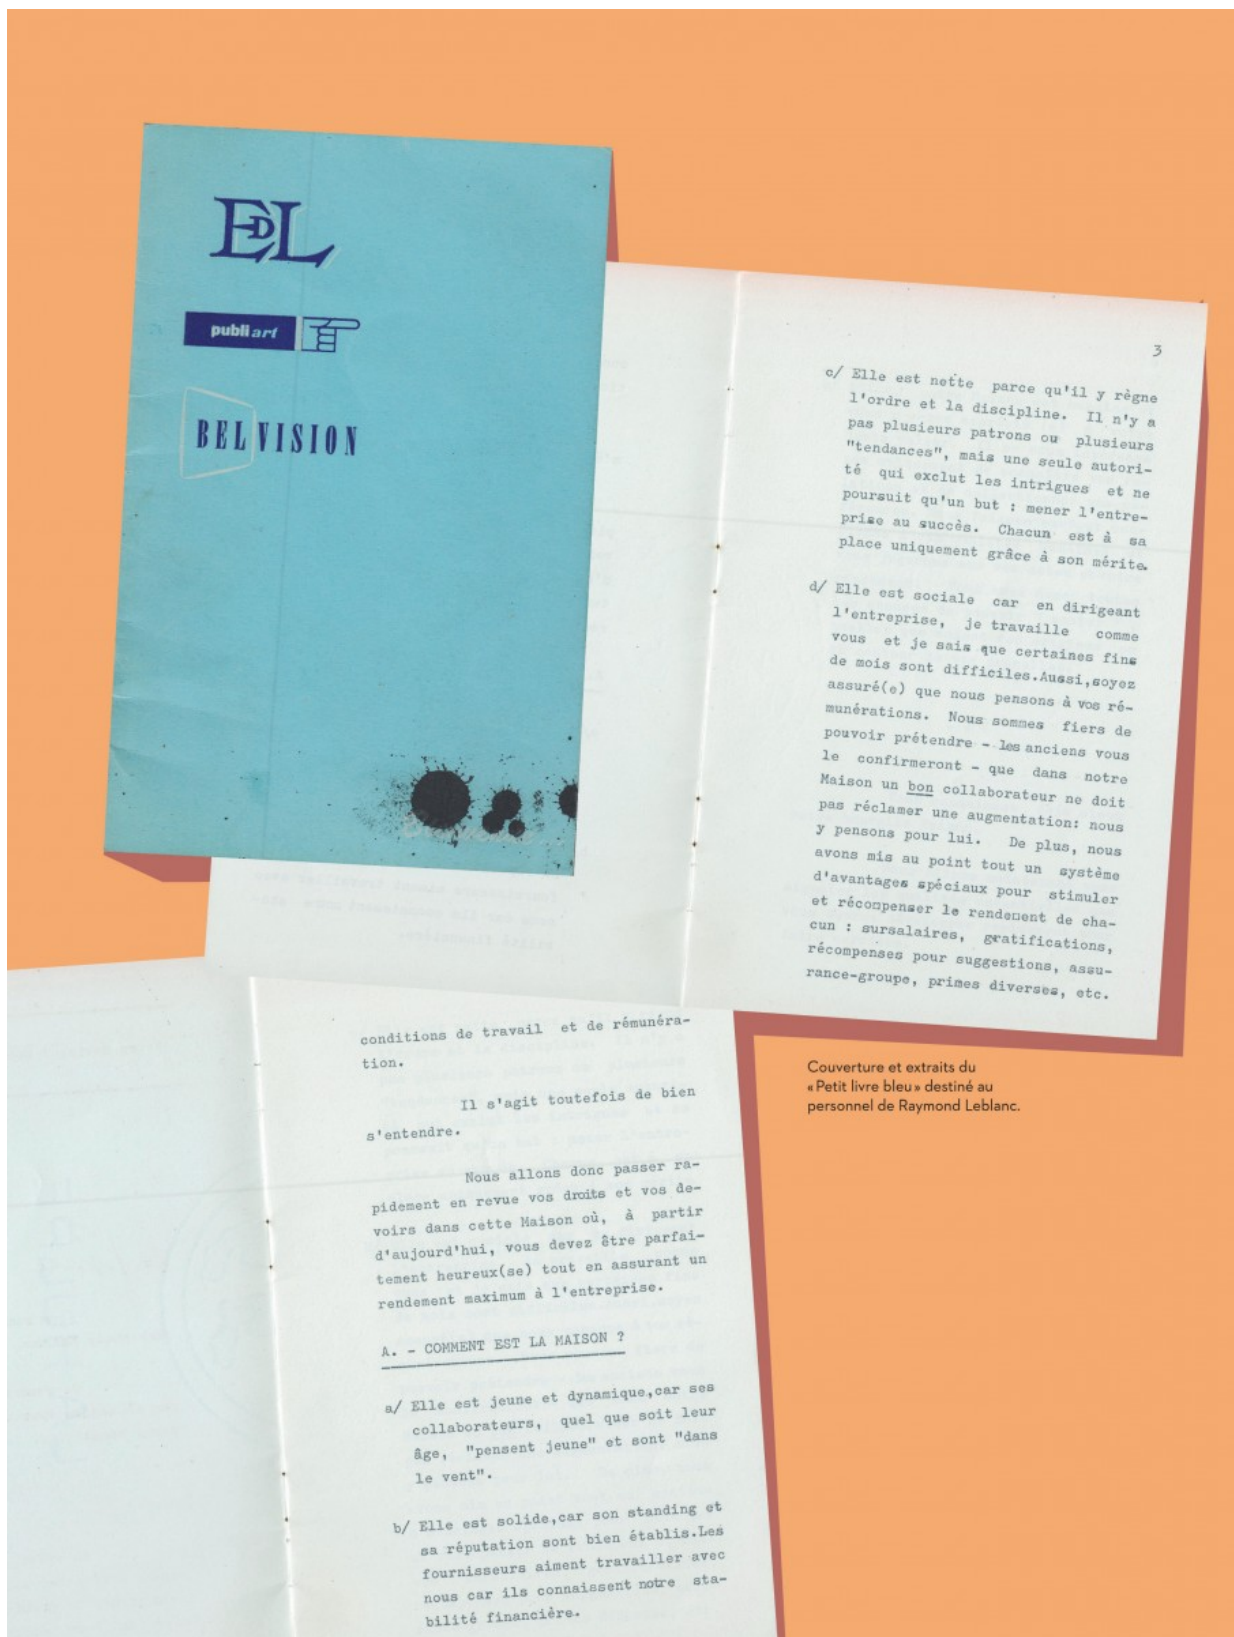 EDL
publiart
BELVISION
3
c/ Elle est nette parce qu'il y règne
l'ordre et la discipline. Il n'y a
pas plusieurs patrons ou plusieurs
"tendances", mais une seule autori-
té qui exclut les intrigues et ne
poursuit qu'un but : mener l'entre-
prise au succès. Chacun est à sa
place uniquement grâce à son mérite.
d/ Elle est sociale car en dirigeant
l'entreprise, je travaille comme
vous et je sais que certaines fins
de mois sont difficiles.Aussi,soyez
assuré(e) que nous pensons à vos ré-
munérations. Nous sommes fiers de
pouvoir prétendre - les anciens vous
le confirmeront - que dans notre
Maison un bon collaborateur ne doit
pas réclamer une augmentation: nous
y pensons pour lui. De plus, nous
avons mis au point tout un système
d'avantages spéciaux pour stimuler
et récompenser le rendement de cha-
cun : sursalaires, gratifications,
récompenses pour suggestions, assu-
rance-groupe, primes diverses, etc.
Couverture et extraits du
« Petit livre bleu » destiné au
personnel de Raymond Leblanc.
conditions de travail et de rémunéra-
tion.
Il s'agit toutefois de bien
s'entendre.
Nous allons donc passer ra-
pidement en revue vos droits et vos de-
voirs dans cette Maison où, à partir
d'aujourd'hui, vous devez être parfai-
tement heureux(se) tout en assurant un
rendement maximum à l'entreprise.
A. - COMMENT EST LA MAISON ?
a/ Elle est jeune et dynamique,car ses
collaborateurs, quel que soit leur
âge, "pensent jeune" et sont "dans
le vent".
b/ Elle est solide,car son standing et
sa réputation sont bien établis.Les
fournisseurs aiment travailler avec
nous car ils connaissent notre sta-
bilité financière.